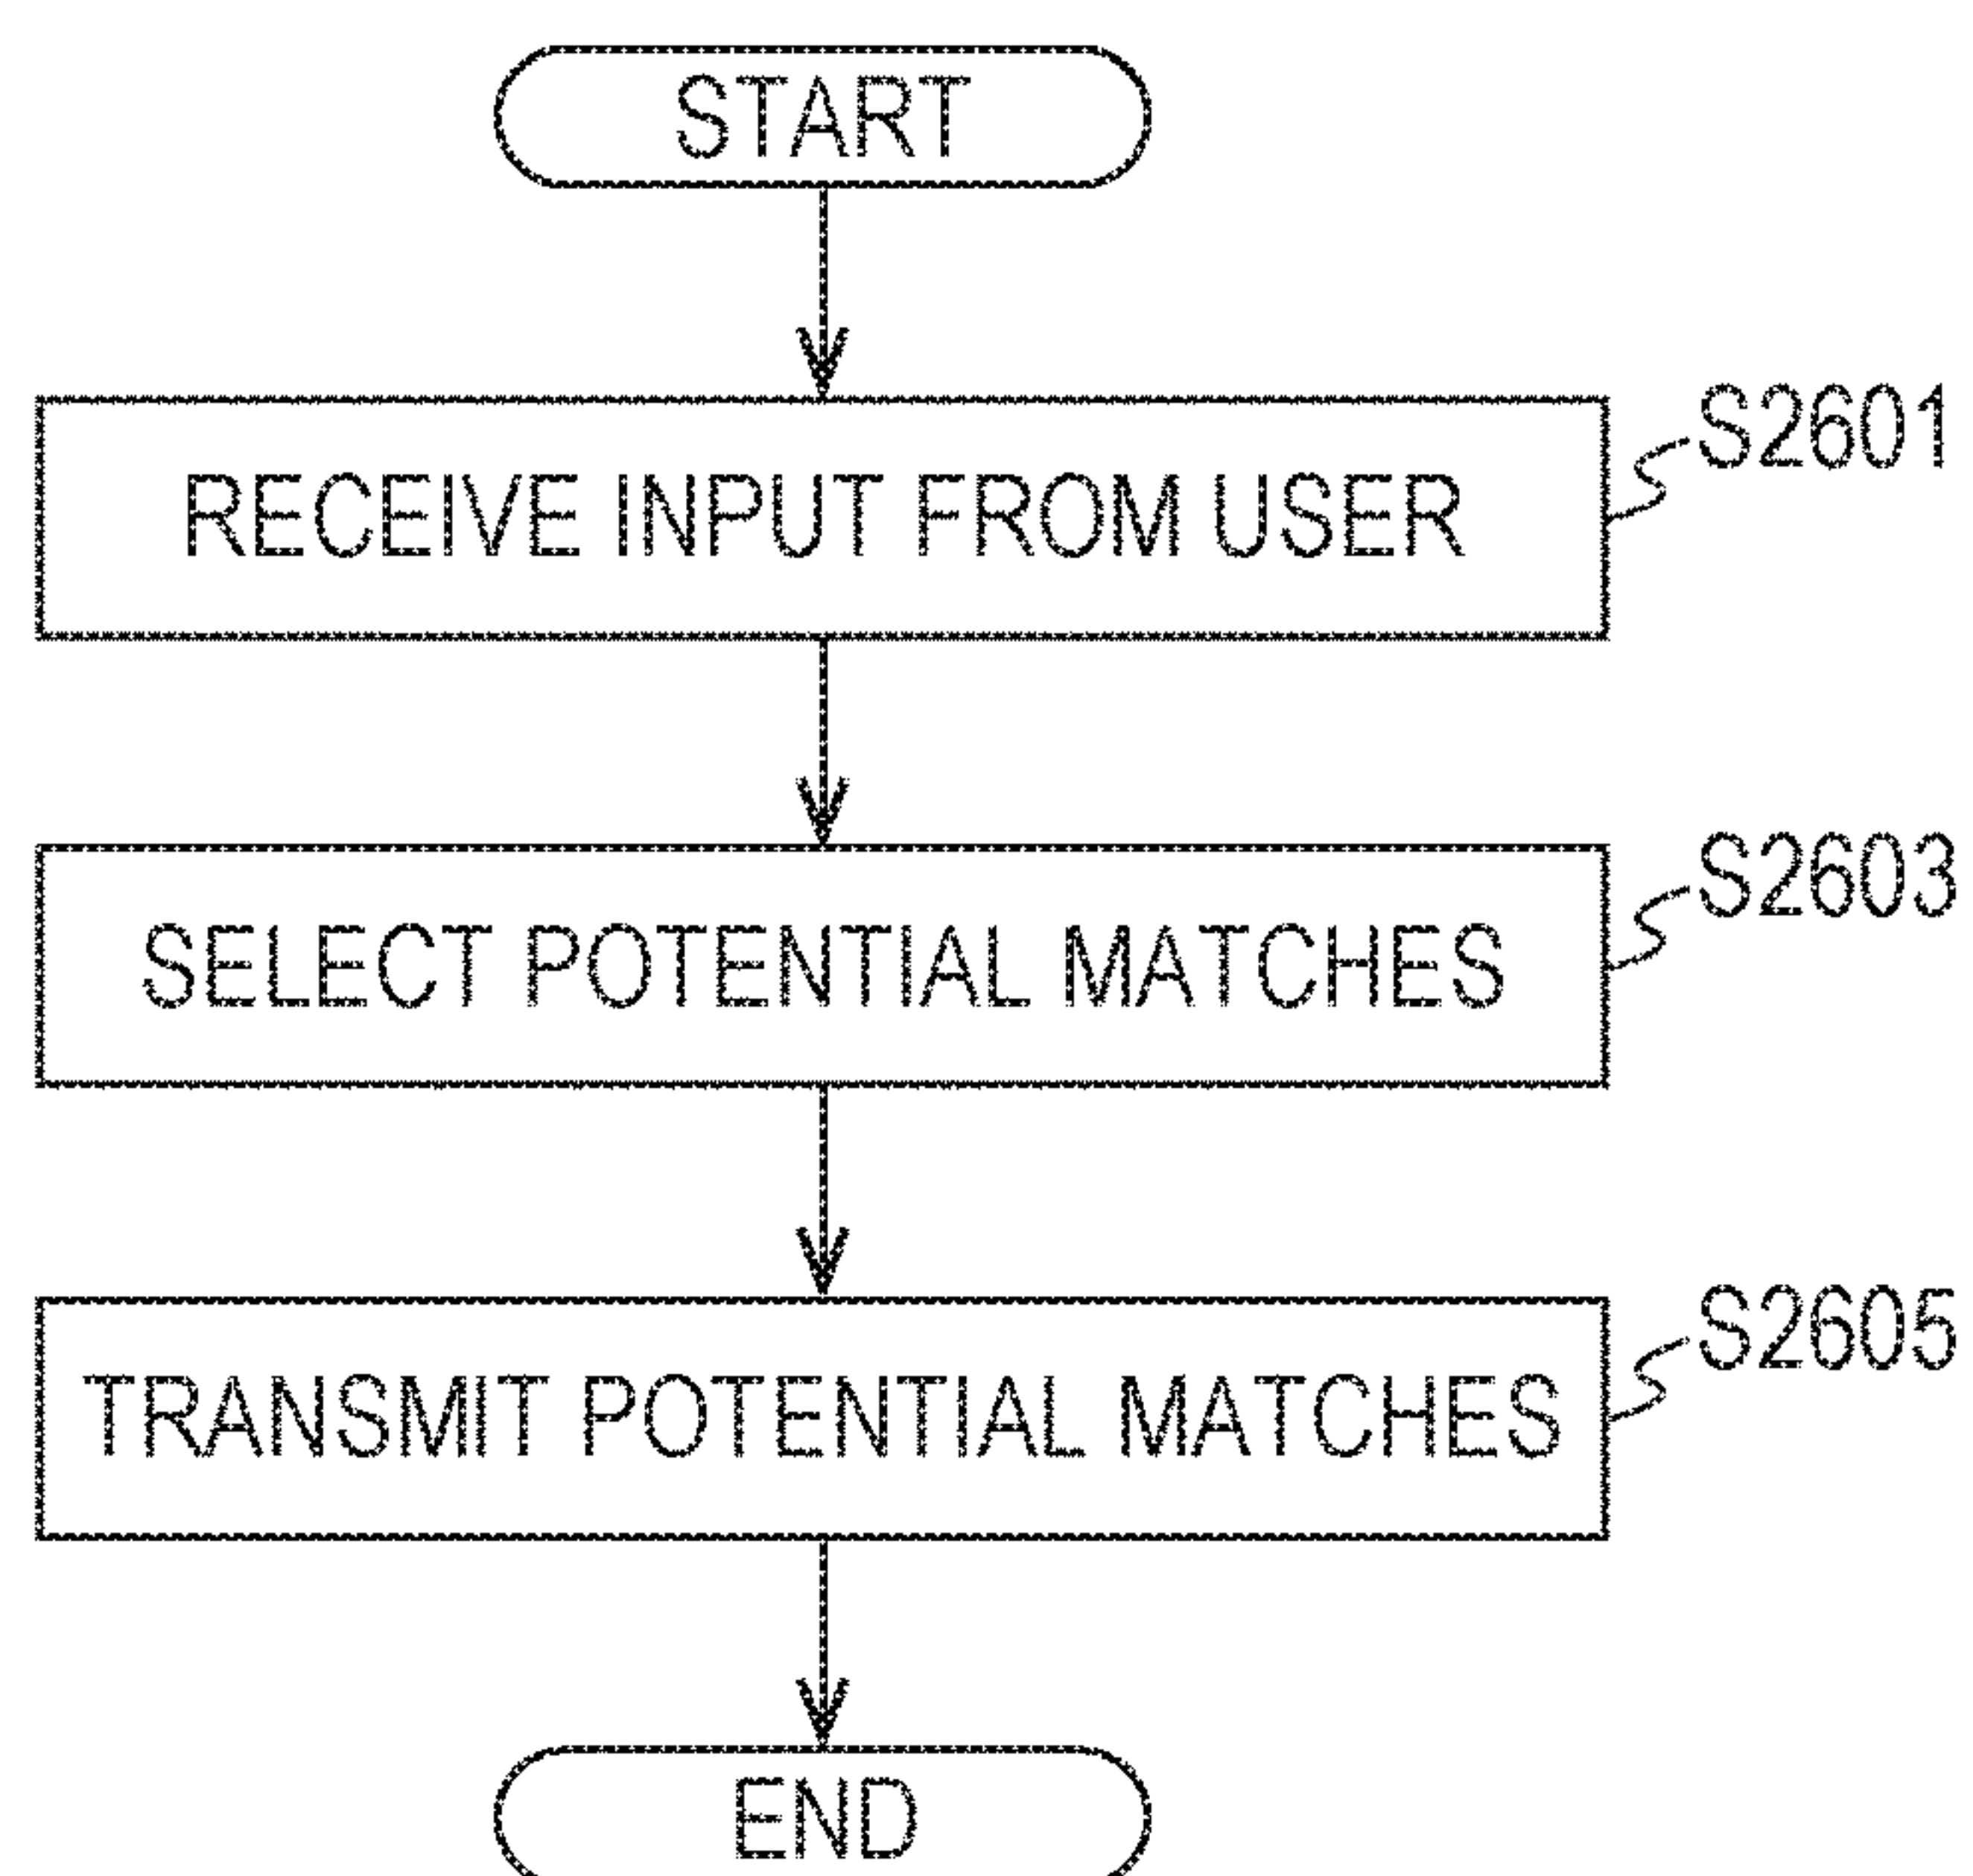 START
RECEIVE INPUT FROM USER
S2601
SELECT POTENTIAL MATCHES
S2603
TRANSMIT POTENTIAL MATCHES
S2605
END